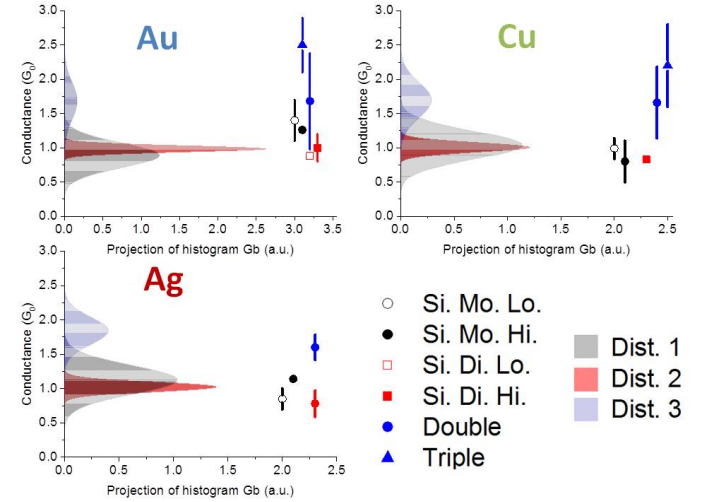 Au
Conductance (G0)
3.0
2.5
2.0
1.5
1.0
0.5
0.0
0.0 0.5 1.0 1.5 2.0 2.5 3.0 3.5
Projection of histogram Gb (a.u.)
Cu
Conductance (G0)
3.0
2.5
2.0
1.5
1.0
0.5
0.0
0.0 0.5 1.0 1.5 2.0 2.5
Projection of histogram Gb (a.u.)
Ag
Conductance (G0)
3.0
2.5
2.0
1.5
1.0
0.5
0.0
0.0 0.5 1.0 1.5 2.0 2.5
Projection of histogram Gb (a.u.)
Si. Mo. Lo.
Si. Mo. Hi.
Si. Di. Lo.
Si. Di. Hi.
Double
Triple
Dist. 1
Dist. 2
Dist. 3